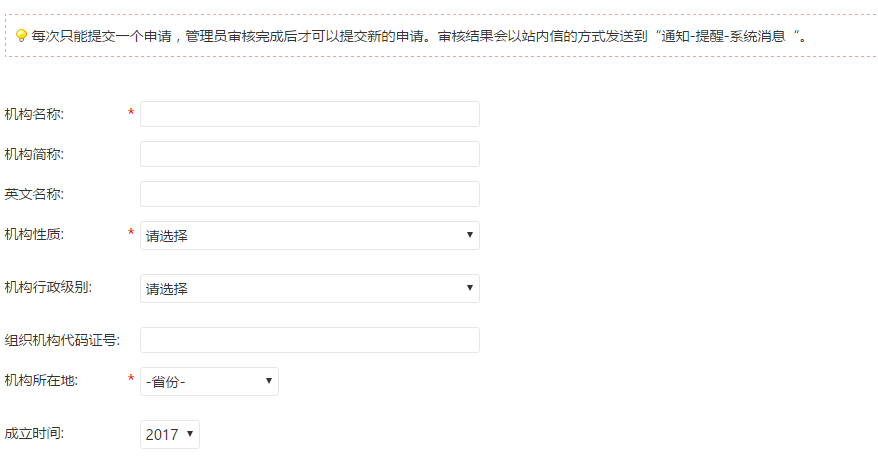 每次只能提交一个申请，管理员审核完成后才可以提交新的申请。审核结果会以站内信的方式发送到“通知-提醒-系统消息“。
机构名称: *
机构简称:
英文名称:
机构性质: * 请选择
机构行政级别: 请选择
组织机构代码证号:
机构所在地: * -省份-
成立时间: 2017